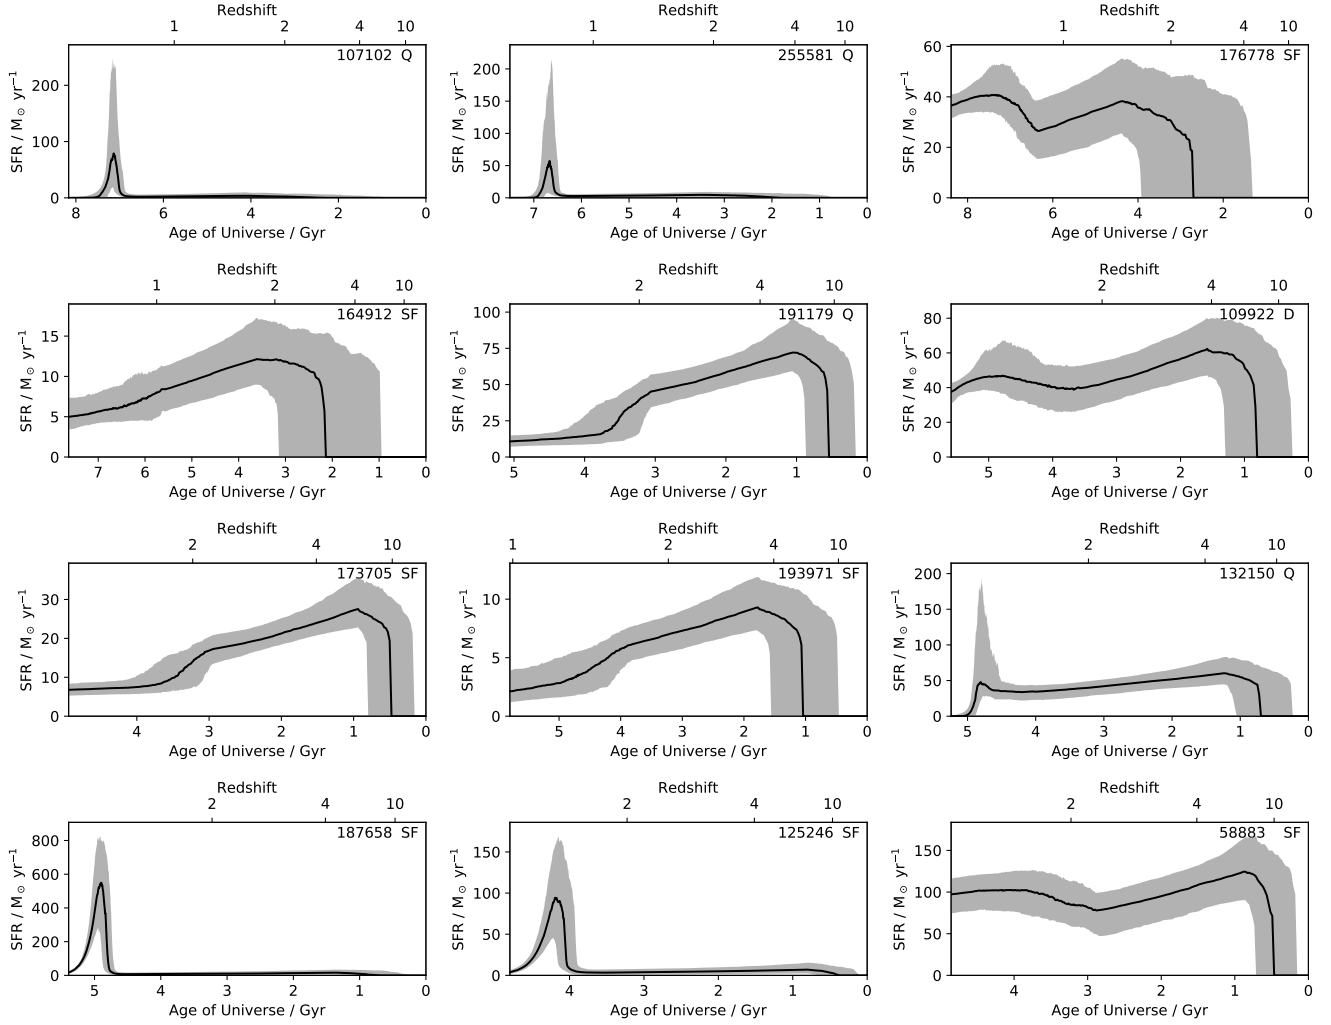 Redshift
1 2 4 10
107102 Q
SFR / M⊙ yr⁻¹
200
100
0
8 6 4 2 0
Age of Universe / Gyr
Redshift
1 2 4 10
255581 Q
SFR / M⊙ yr⁻¹
200
150
100
50
0
7 6 5 4 3 2 1 0
Age of Universe / Gyr
Redshift
1 2 4 10
176778 SF
SFR / M⊙ yr⁻¹
60
40
20
0
8 6 4 2 0
Age of Universe / Gyr
Redshift
1 2 4 10
164912 SF
SFR / M⊙ yr⁻¹
15
10
5
0
7 6 5 4 3 2 1 0
Age of Universe / Gyr
Redshift
2 4 10
191179 Q
SFR / M⊙ yr⁻¹
100
75
50
25
0
5 4 3 2 1 0
Age of Universe / Gyr
Redshift
2 4 10
109922 D
SFR / M⊙ yr⁻¹
80
60
40
20
0
5 4 3 2 1 0
Age of Universe / Gyr
Redshift
2 4 10
173705 SF
SFR / M⊙ yr⁻¹
30
20
10
0
4 3 2 1 0
Age of Universe / Gyr
Redshift
1 2 4 10
193971 SF
SFR / M⊙ yr⁻¹
10
5
0
5 4 3 2 1 0
Age of Universe / Gyr
Redshift
2 4 10
132150 Q
SFR / M⊙ yr⁻¹
200
150
100
50
0
5 4 3 2 1 0
Age of Universe / Gyr
Redshift
2 4 10
187658 SF
SFR / M⊙ yr⁻¹
800
600
400
200
0
5 4 3 2 1 0
Age of Universe / Gyr
Redshift
2 4 10
125246 SF
SFR / M⊙ yr⁻¹
150
100
50
0
4 3 2 1 0
Age of Universe / Gyr
Redshift
2 4 10
58883 SF
SFR / M⊙ yr⁻¹
150
100
50
0
4 3 2 1 0
Age of Universe / Gyr